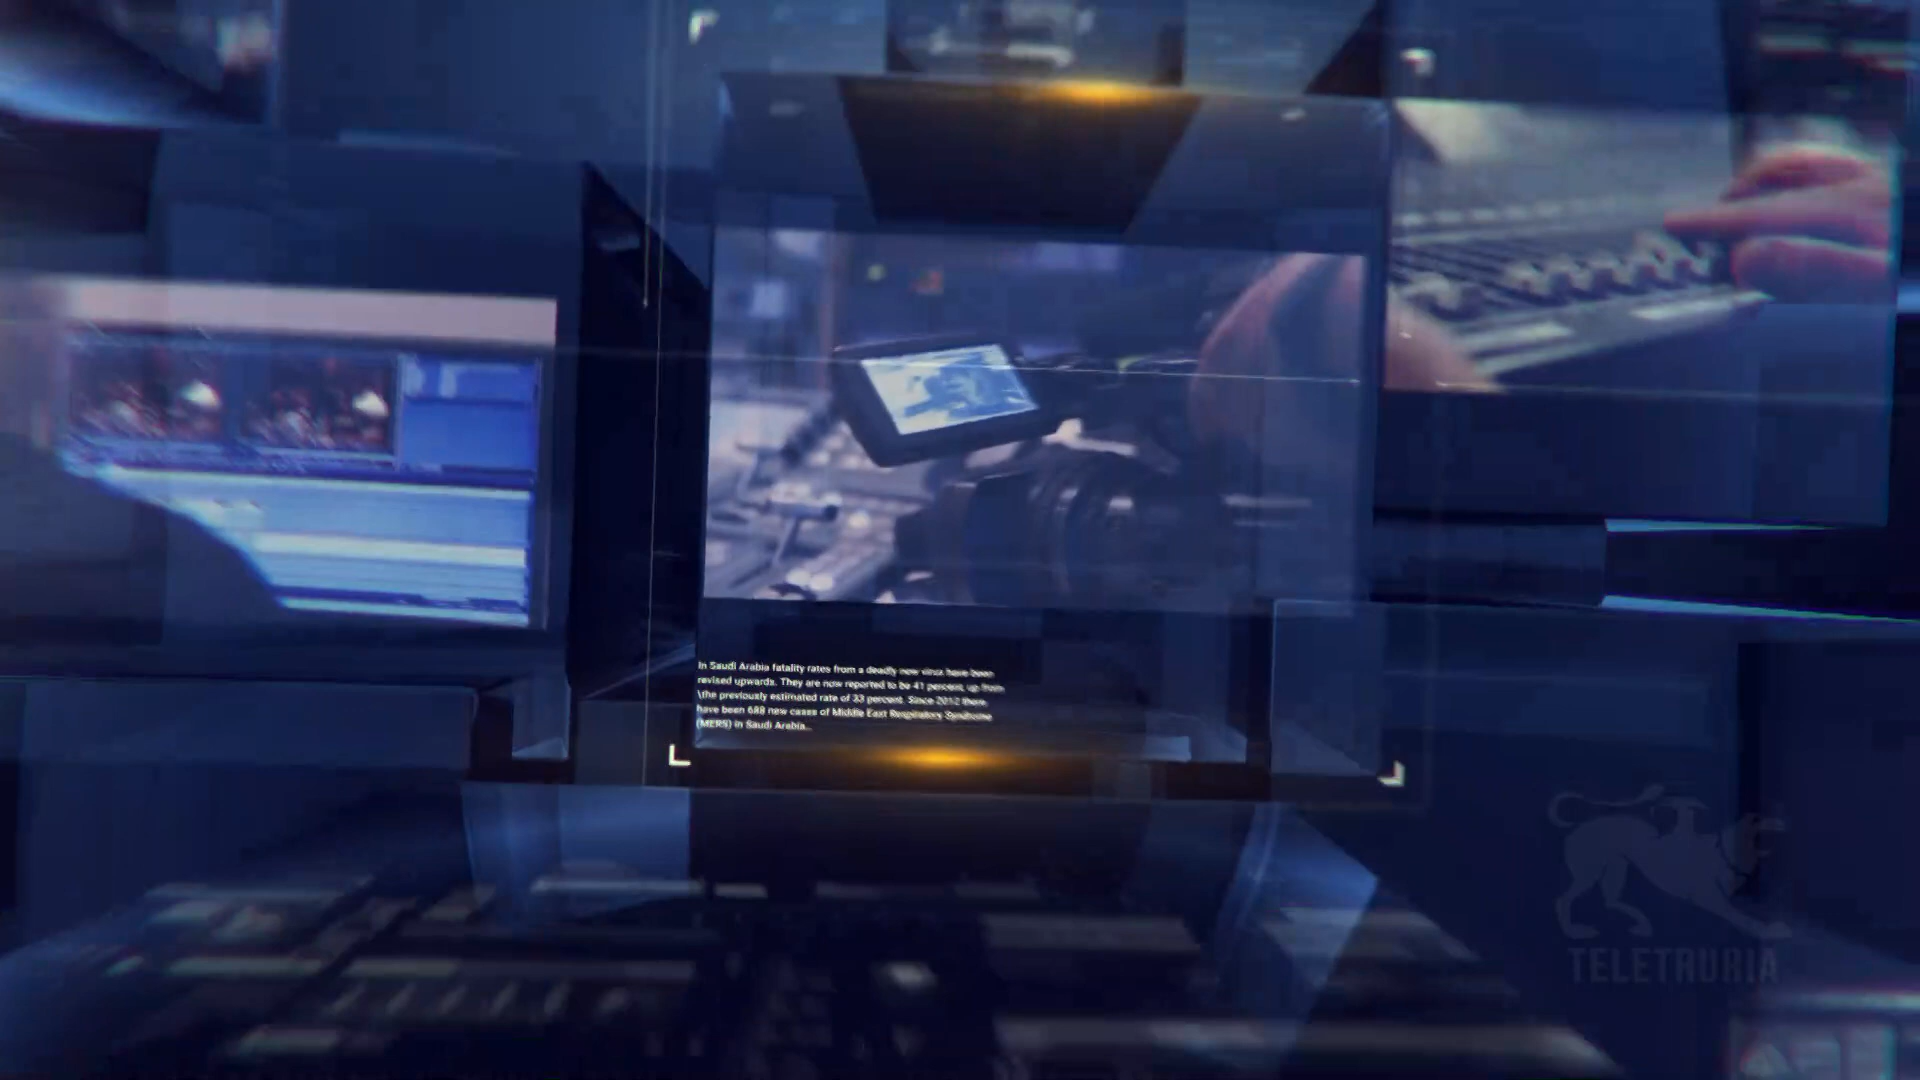 In Saudi Arabia fatality rates from a deadly new virus have been
revised upwards. They are now reported to be 41 percent, up from
\the previously estimated rate of 33 percent. Since 2012 there
have been 688 new cases of Middle East Respiratory Syndrome
(MERS) in Saudi Arabia...
TELETRURIA